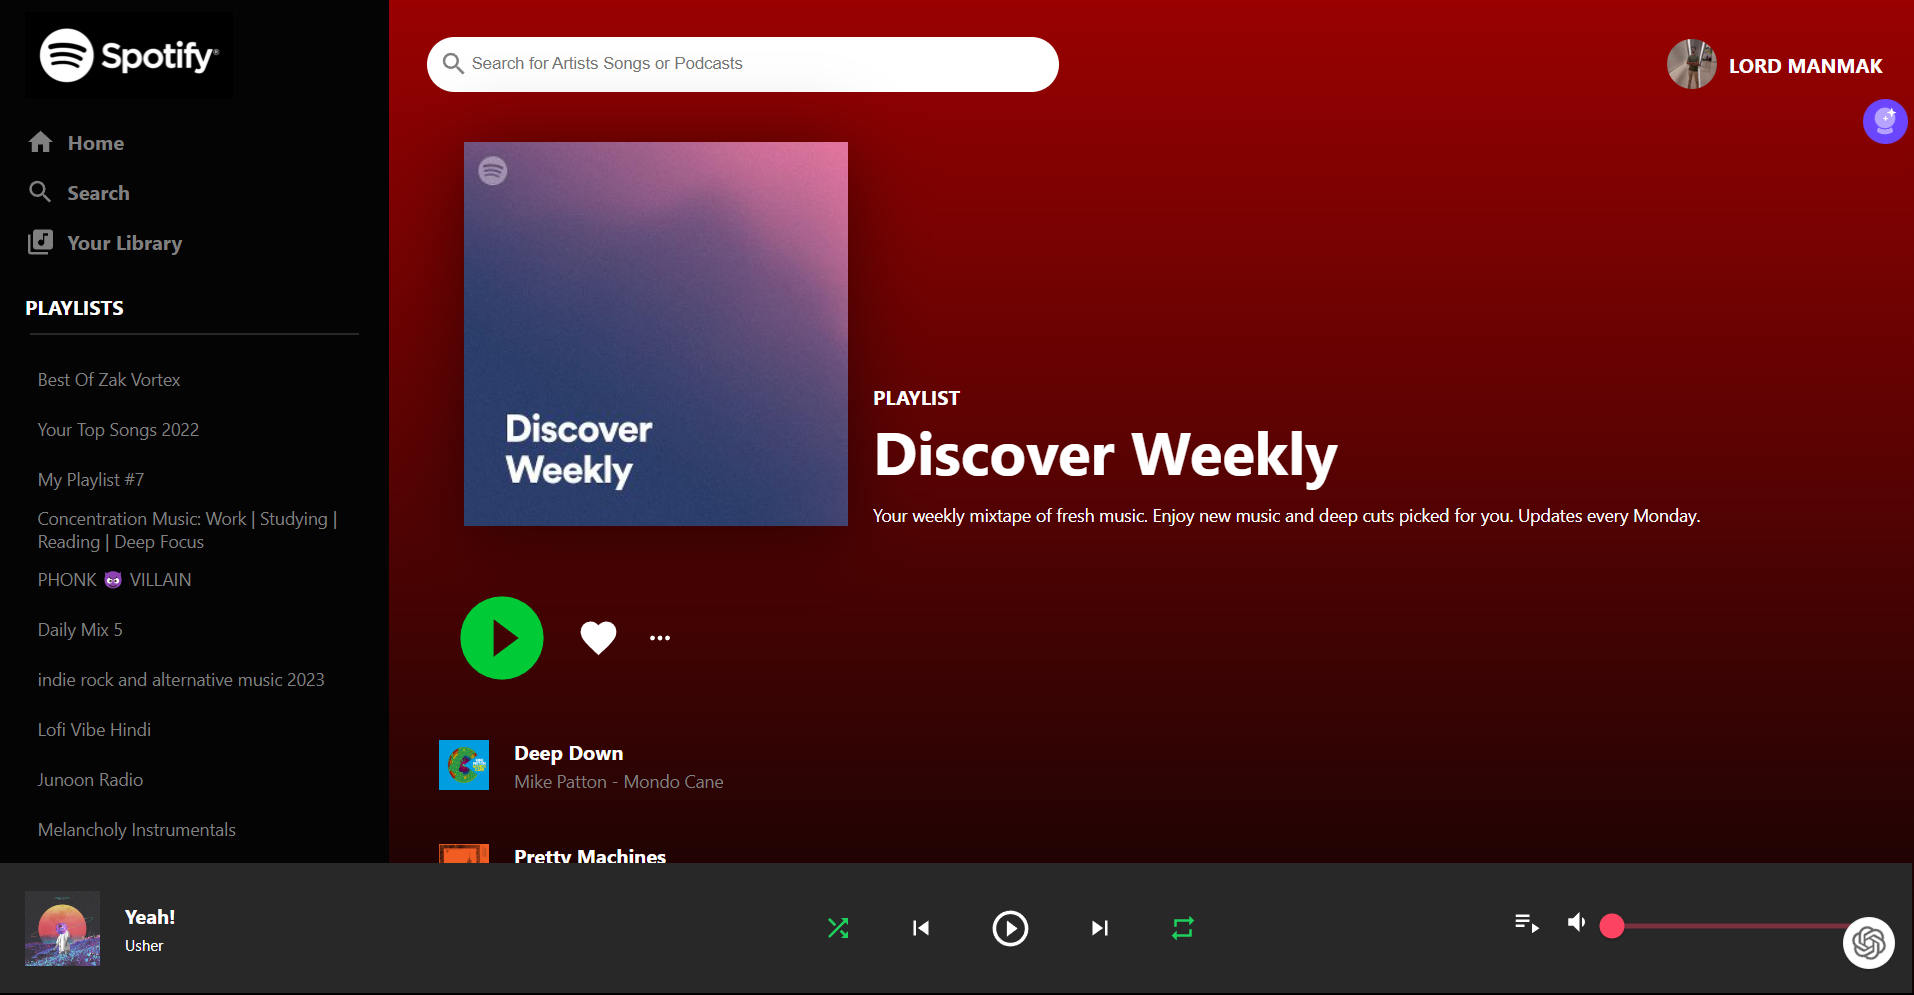 Spotify®
Home
Search
Your Library
PLAYLISTS
Best Of Zak Vortex
Your Top Songs 2022
My Playlist #7
Concentration Music: Work | Studying |
Reading | Deep Focus
PHONK 😈 VILLAIN
Daily Mix 5
indie rock and alternative music 2023
Lofi Vibe Hindi
Junoon Radio
Melancholy Instrumentals
Search for Artists Songs or Podcasts
LORD MANMAK
Discover
Weekly
PLAYLIST
Discover Weekly
Your weekly mixtape of fresh music. Enjoy new music and deep cuts picked for you. Updates every Monday.
Deep Down
Mike Patton - Mondo Cane
Pretty Machines
Yeah!
Usher